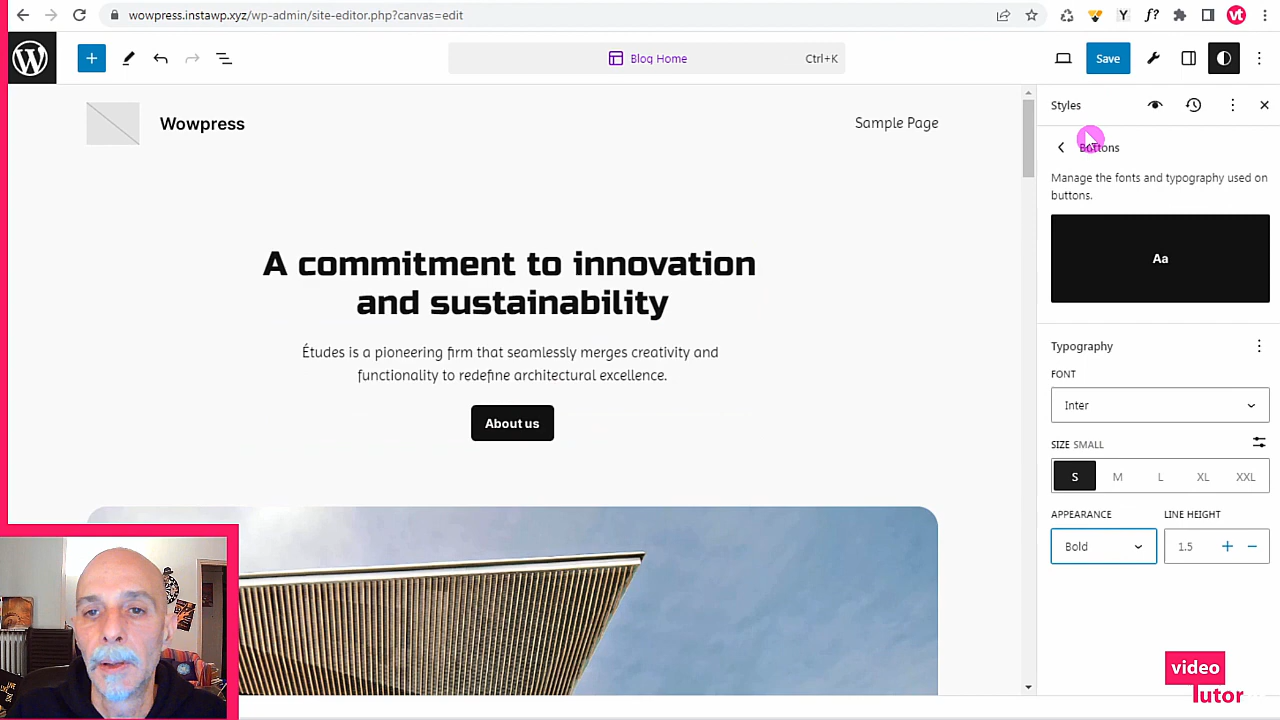 wowpress.instawp.xyz/wp-admin/site-editor.php?canvas=edit
Blog Home
Ctrl+K
Save
Styles
Wowpress
Sample Page
Buttons
Manage the fonts and typography used on
buttons.
Aa
A commitment to innovation
and sustainability
Études is a pioneering firm that seamlessly merges creativity and
functionality to redefine architectural excellence.
About us
Typography
FONT
Inter
SIZE SMALL
S M L XL XXL
APPEARANCE
LINE HEIGHT
Bold
1.5
video
tutor